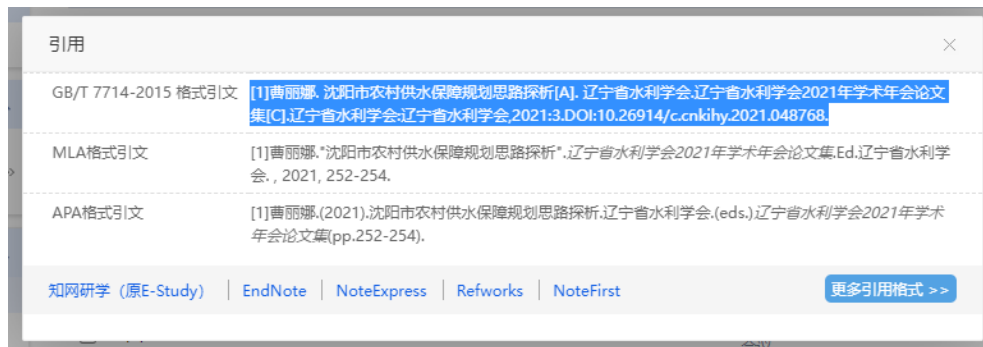 引用
GB/T 7714-2015 格式引文
[1]曹丽娜. 沈阳市农村供水保障规划思路探析[A]. 辽宁省水利学会.辽宁省水利学会2021年学术年会论文
集[C].辽宁省水利学会:辽宁省水利学会,2021:3.DOI:10.26914/c.cnkihy.2021.048768.
MLA格式引文
[1]曹丽娜."沈阳市农村供水保障规划思路探析".辽宁省水利学会2021年学术年会论文集.Ed.辽宁省水利学
会. , 2021, 252-254.
APA格式引文
[1]曹丽娜.(2021).沈阳市农村供水保障规划思路探析.辽宁省水利学会.(eds.)辽宁省水利学会2021年学术
年会论文集(pp.252-254).
知网研学（原E-Study） EndNote NoteExpress Refworks NoteFirst 更多引用格式 >>